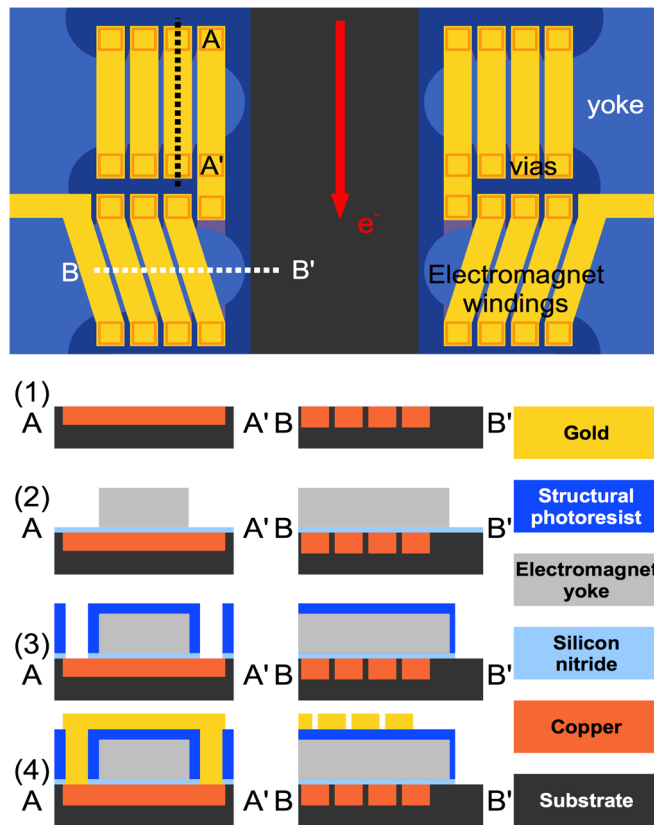 A
yoke
A'
vias
e-
B
B'
Electromagnet
windings
(1)
A
A' B
B'
Gold
(2)
A
A' B
B'
Structural
photoresist
Electromagnet
yoke
(3)
A
A' B
B'
Silicon
nitride
Copper
(4)
A
A' B
B'
Substrate